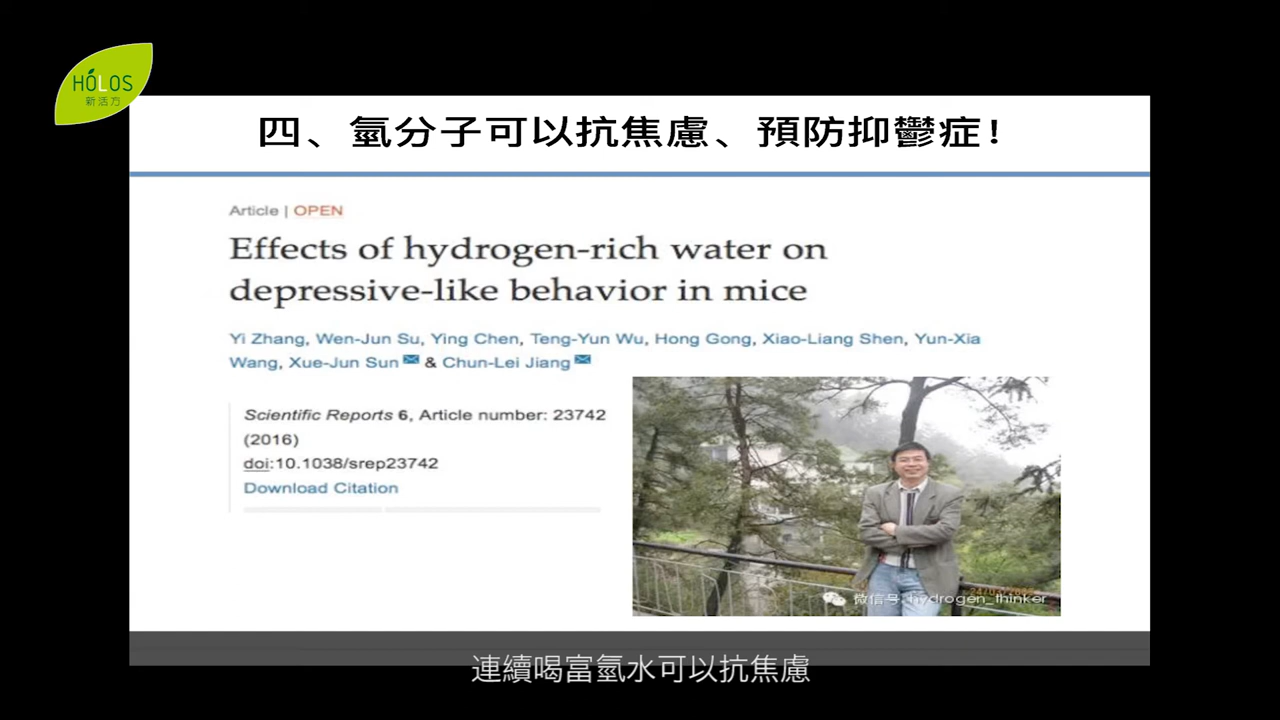 HOLOS
新活方
四、氫分子可以抗焦慮、預防抑鬱症!
Article | OPEN
Effects of hydrogen-rich water on
depressive-like behavior in mice
Yi Zhang, Wen-Jun Su, Ying Chen, Teng-Yun Wu, Hong Gong, Xiao-Liang Shen, Yun-Xia
Wang, Xue-Jun Sun & Chun-Lei Jiang
Scientific Reports 6, Article number: 23742
(2016)
doi:10.1038/srep23742
Download Citation
微信号: hydrogen_thinker
連續喝富氫水可以抗焦慮